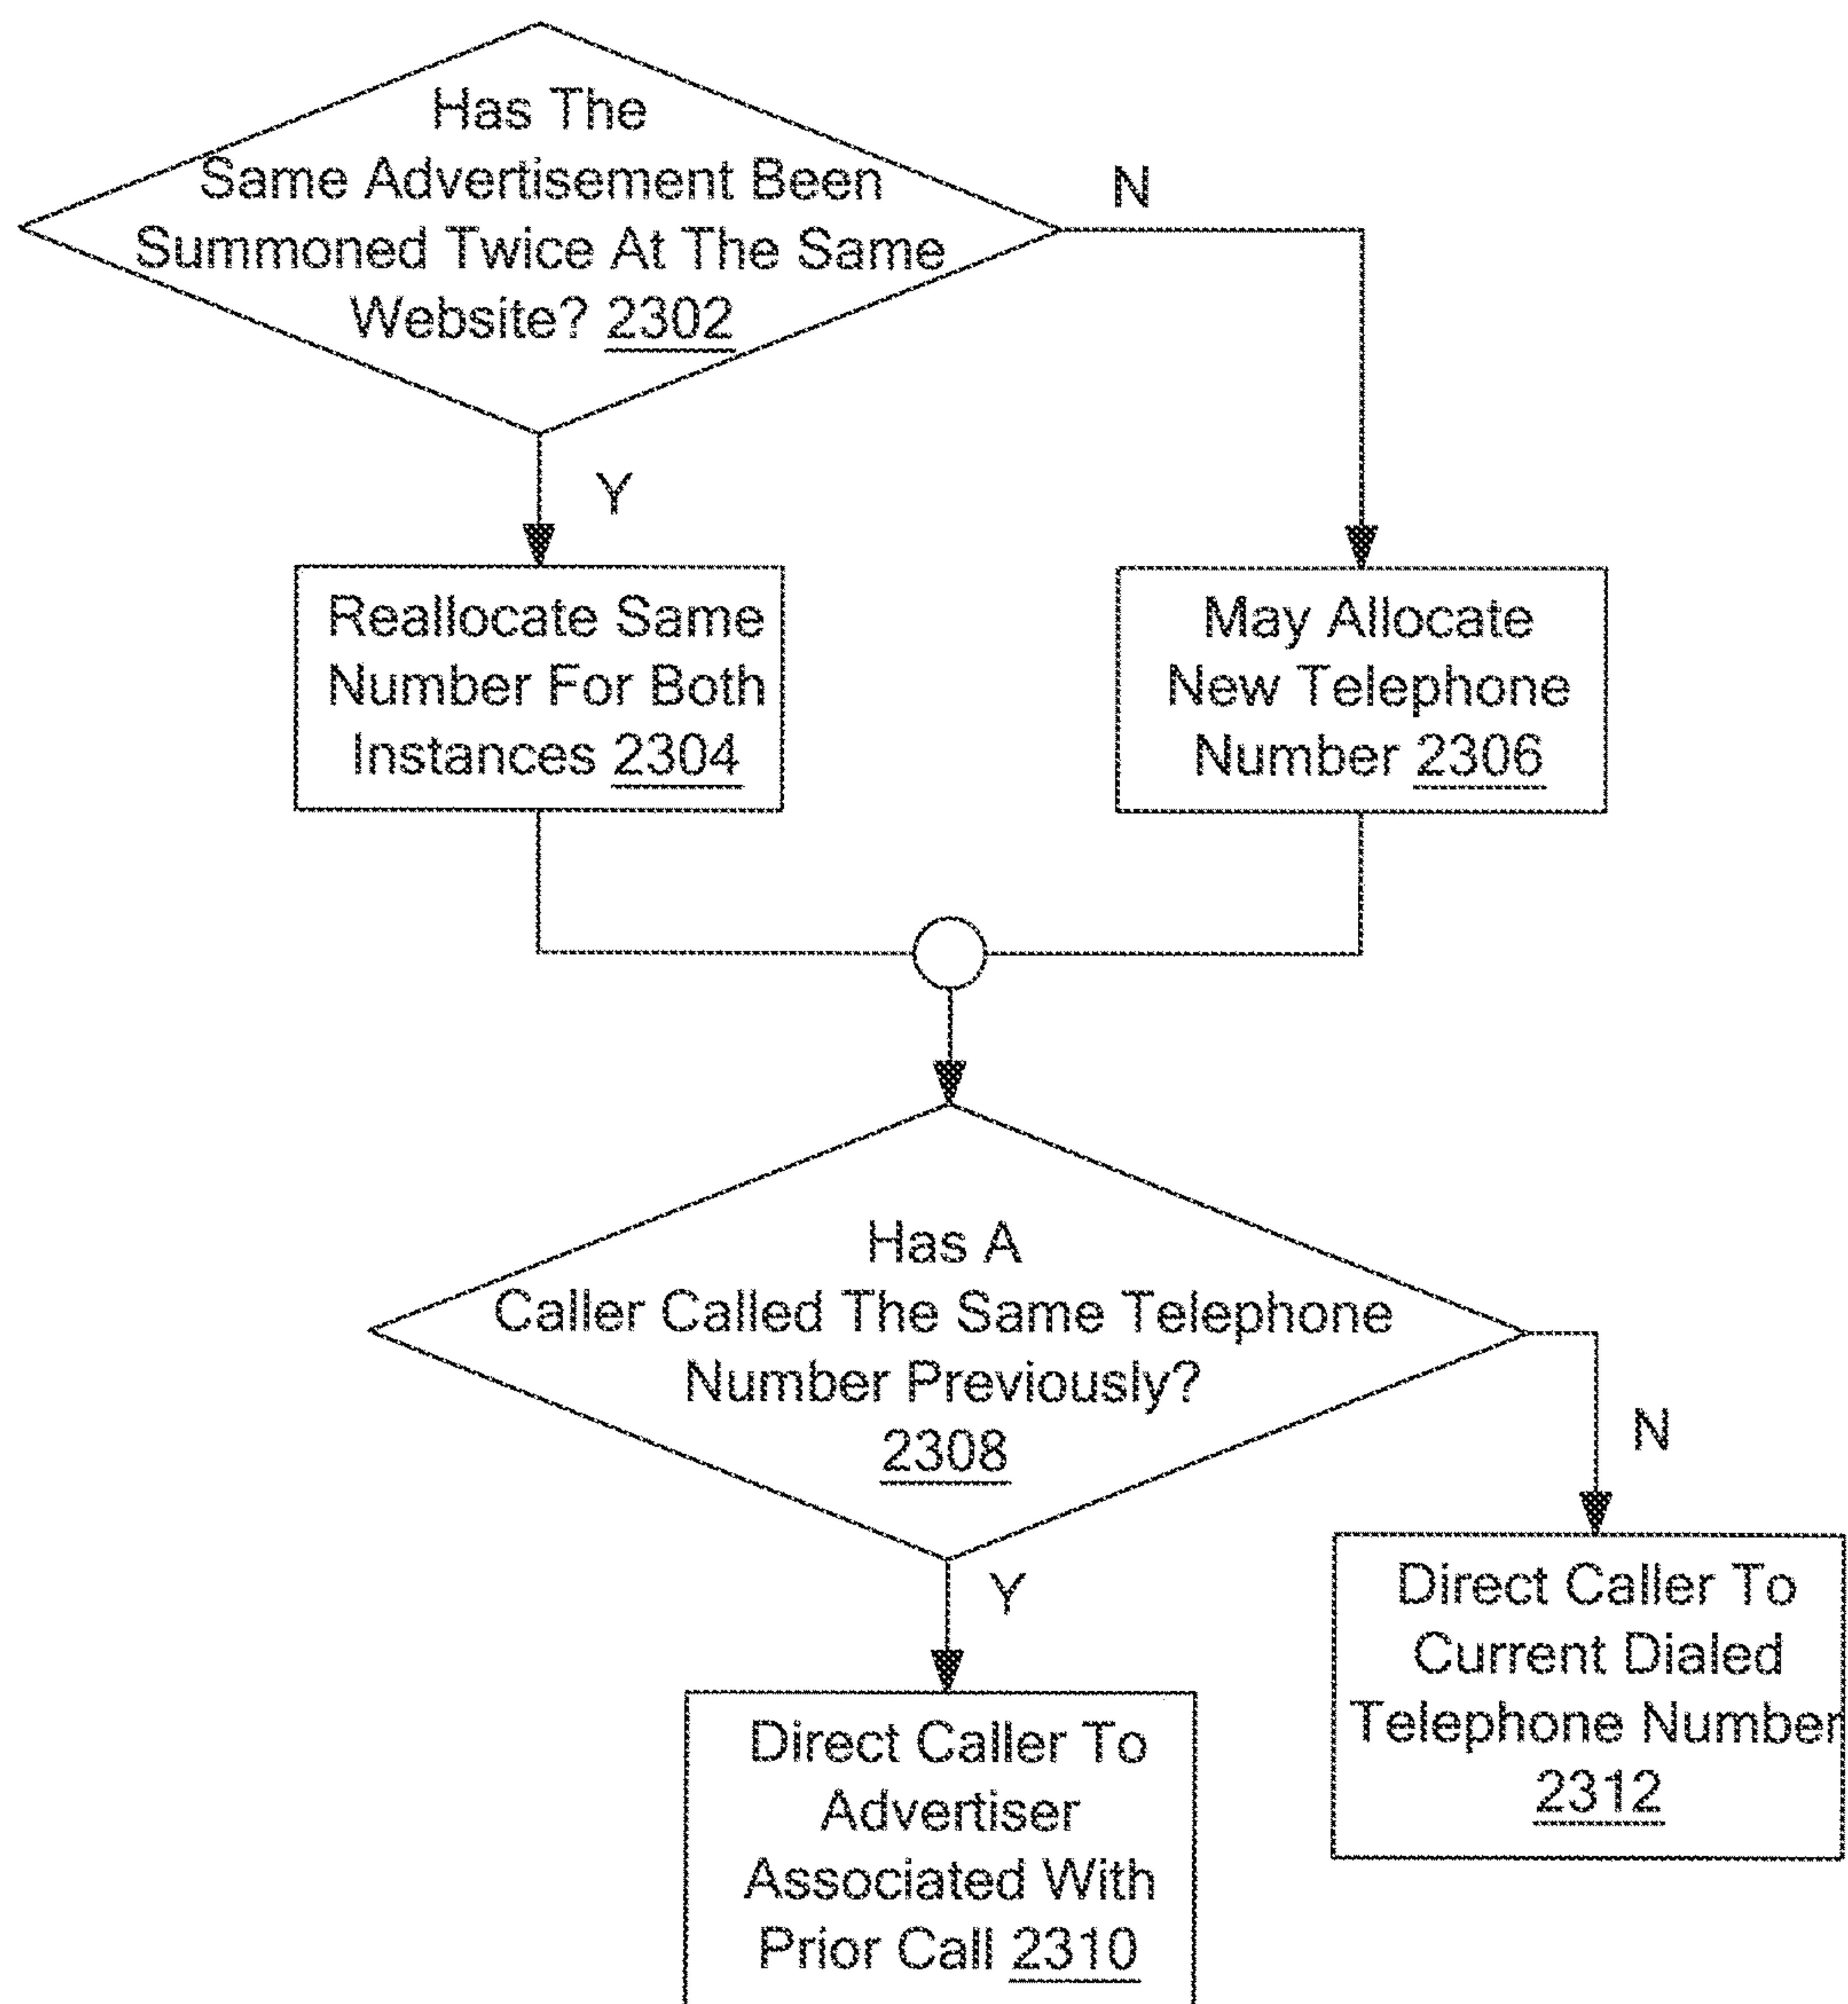 Has The
Same Advertisement Been
Summoned Twice At The Same
Website? 2302
N
Y
Reallocate Same
Number For Both
Instances 2304
May Allocate
New Telephone
Number 2306
Has A
Caller Called The Same Telephone
Number Previously?
2308
N
Y
Direct Caller To
Advertiser
Associated With
Prior Call 2310
Direct Caller To
Current Dialed
Telephone Number
2312